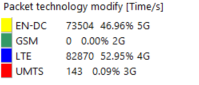 Packet technology modify [Time/s]
EN-DC 73504 46.96% 5G
GSM 0 0.00% 2G
LTE 82870 52.95% 4G
UMTS 143 0.09% 3G